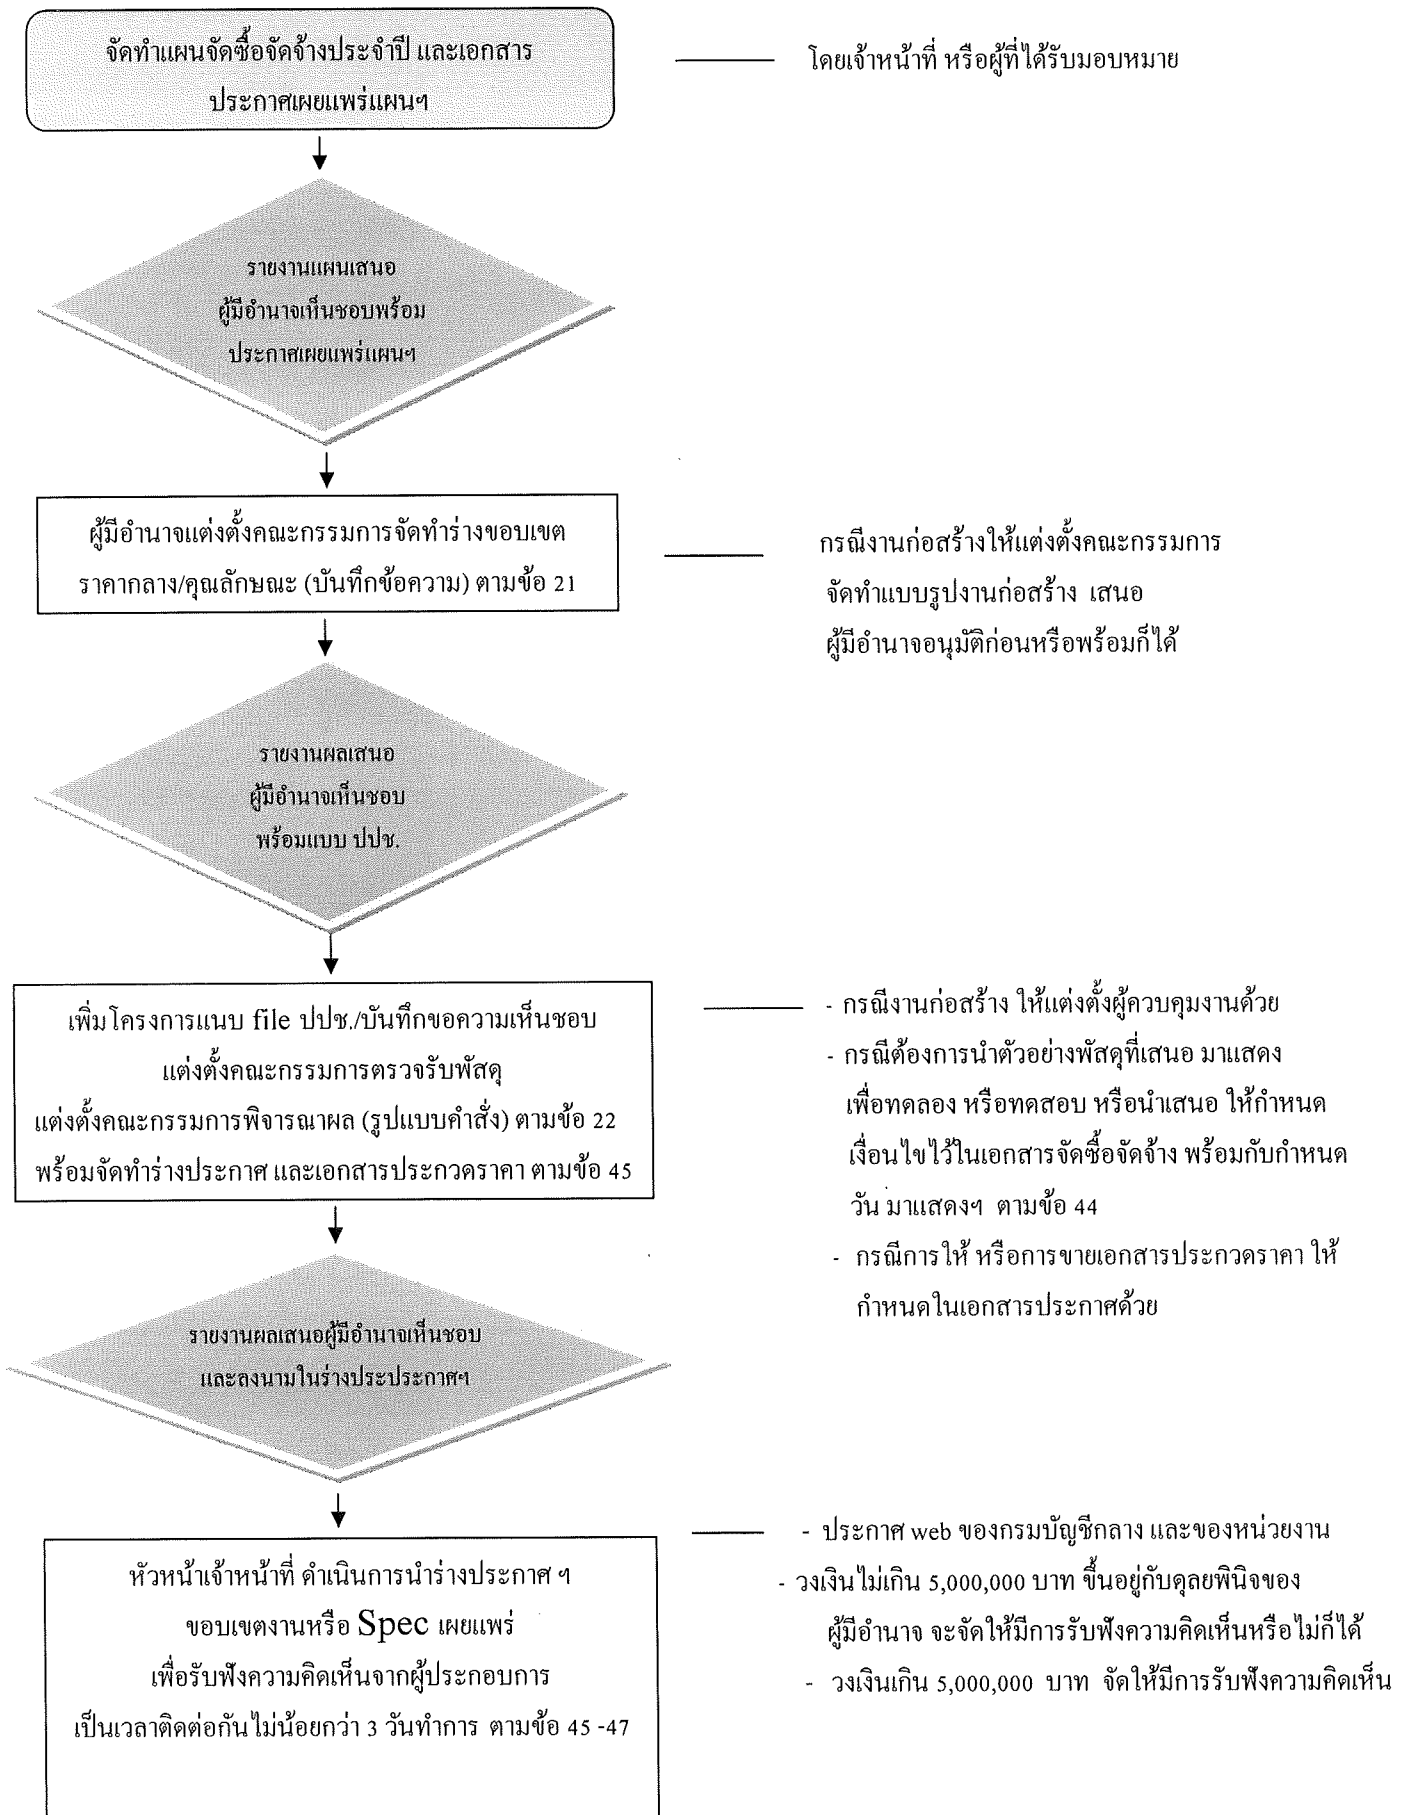 จัดทำแผนจัดซื้อจัดจ้างประจำปี และเอกสาร
ประกาศเผยแพร่แผนฯ
โดยเจ้าหน้าที่ หรือผู้ที่ได้รับมอบหมาย
รายงานแผนเสนอ
ผู้มีอำนาจเห็นชอบพร้อม
ประกาศเผยแพร่แผนฯ
ผู้มีอำนาจแต่งตั้งคณะกรรมการจัดทำร่างขอบเขต
ราคากลาง/คุณลักษณะ (บันทึกข้อความ) ตามข้อ 21
กรณีงานก่อสร้างให้แต่งตั้งคณะกรรมการ
จัดทำแบบรูปงานก่อสร้าง เสนอ
ผู้มีอำนาจอนุมัติก่อนหรือพร้อมก็ได้
รายงานผลเสนอ
ผู้มีอำนาจเห็นชอบ
พร้อมแบบ ปปช.
เพิ่มโครงการแนบ file ปปช./บันทึกขอความเห็นชอบ
แต่งตั้งคณะกรรมการตรวจรับพัสดุ
แต่งตั้งคณะกรรมการพิจารณาผล (รูปแบบคำสั่ง) ตามข้อ 22
พร้อมจัดทำร่างประกาศ และเอกสารประกวดราคา ตามข้อ 45
- กรณีงานก่อสร้าง ให้แต่งตั้งผู้ควบคุมงานด้วย
- กรณีต้องการนำตัวอย่างพัสดุที่เสนอ มาแสดง
เพื่อทดลอง หรือทดสอบ หรือนำเสนอ ให้กำหนด
เงื่อนไขไว้ในเอกสารจัดซื้อจัดจ้าง พร้อมกับกำหนด
วัน มาแสดงฯ ตามข้อ 44
- กรณีการให้ หรือการขายเอกสารประกวดราคา ให้
กำหนดในเอกสารประกาศด้วย
รายงานผลเสนอผู้มีอำนาจเห็นชอบ
และลงนามในร่างประประกาศฯ
หัวหน้าเจ้าหน้าที่ ดำเนินการนำร่างประกาศ ฯ
ขอบเขตงานหรือ Spec เผยแพร่
เพื่อรับฟังความคิดเห็นจากผู้ประกอบการ
เป็นเวลาติดต่อกันไม่น้อยกว่า 3 วันทำการ ตามข้อ 45 -47
- ประกาศ web ของกรมบัญชีกลาง และของหน่วยงาน
- วงเงินไม่เกิน 5,000,000 บาท ขึ้นอยู่กับดุลยพินิจของ
ผู้มีอำนาจ จะจัดให้มีการรับฟังความคิดเห็นหรือไม่ก็ได้
- วงเงินเกิน 5,000,000 บาท จัดให้มีการรับฟังความคิดเห็น